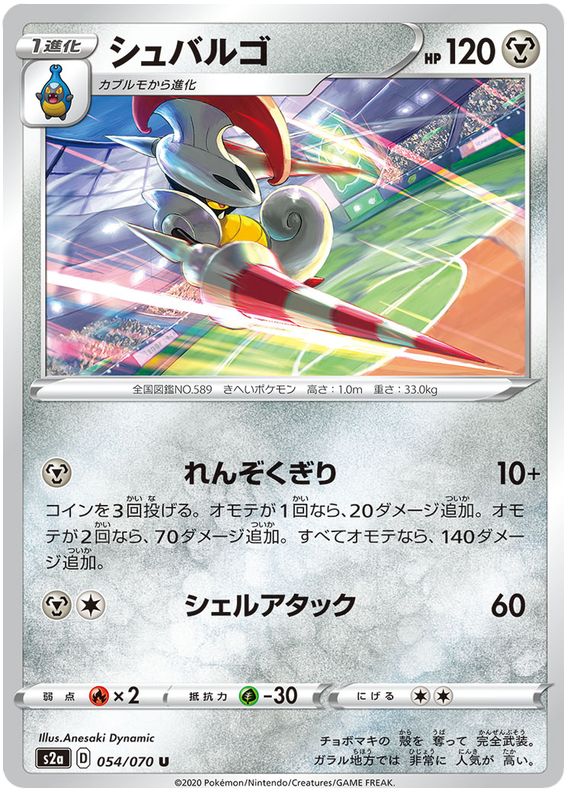 1進化
シュバルゴ
HP 120
カブルモから進化
全国図鑑NO.589 きへいポケモン 高さ:1.0m 重さ:33.0kg
れんぞくぎり 10+
コインを3回投げる。オモテが1回なら、20ダメージ追加。オモ
テが2回なら、70ダメージ追加。すべてオモテなら、140ダメー
ジ追加。
シェルアタック 60
弱点 ×2 抵抗力 -30 にげる
Illus.Anesaki Dynamic
チョボマキの殻を奪って完全武装。
ガラル地方では非常に人気が高い。
s2a D 054/070 U
©2020 Pokémon/Nintendo/Creatures/GAME FREAK.